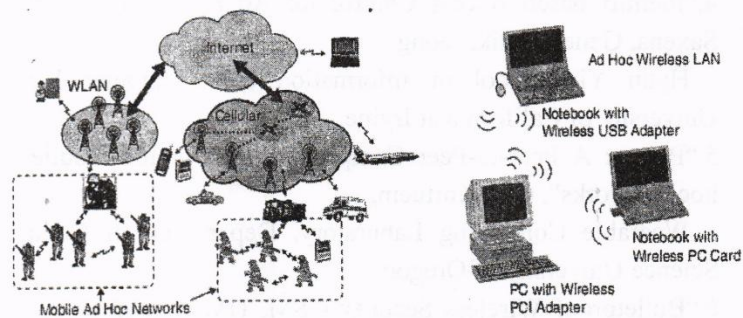 Internet
WLAN
Cellular
Mobile Ad Hoc Networks
Ad Hoc Wireless LAN
Notebook with
Wireless USB Adapter
Notebook with
Wireless PC Card
PC with Wireless
PCI Adapter